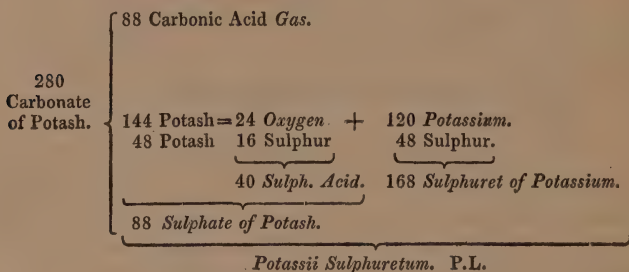 88 Carbonic Acid Gas.
280
Carbonate
of Potash.
144 Potash=24 Oxygen + 120 Potassium.
48 Potash 16 Sulphur 48 Sulphur.
40 Sulph. Acid. 168 Sulphuret of Potassium.
88 Sulphate of Potash.
Potassii Sulphuretum. P.L.